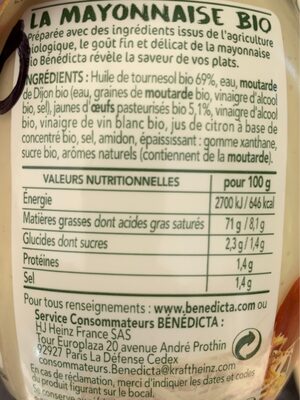 LA MAYONNAISE BIO
Préparée avec des ingrédients issus de l'agriculture
biologique, le goût fin et délicat de la mayonnaise
bio Bénédicta révèle la saveur de vos plats.
INGRÉDIENTS : Huile de tournesol bio 69%, eau, moutarde
de Dijon bio (eau, graines de moutarde bio, vinaigre d'alcool
bio, sel), jaunes d'œufs pasteurisés bio 5,1%, vinaigre d'alcool
bio, vinaigre de vin blanc bio, jus de citron à base de
concentré bio, sel, amidon, épaississant : gomme xanthane,
sucre bio, arômes naturels (contiennent de la moutarde).
VALEURS NUTRITIONNELLES pour 100 g
Énergie 2700 kJ / 646 kcal
Matières grasses dont acides gras saturés 71 g / 8,1 g
Glucides dont sucres 2,3 g / 1,4 g
Protéines 1,4 g
Sel 1,4 g
Pour tous renseignements : www.benedicta.com ou
Service Consommateurs BÉNÉDICTA :
HJ Heinz France SAS
Tour Europlaza 20 avenue André Prothin
92927 Paris La Défense Cedex
consommateurs.Benedicta@kraftheinz.com
En cas de réclamation, merci d'indiquer les dates et codes
du produit figurant sur le bocal.
Se conserve